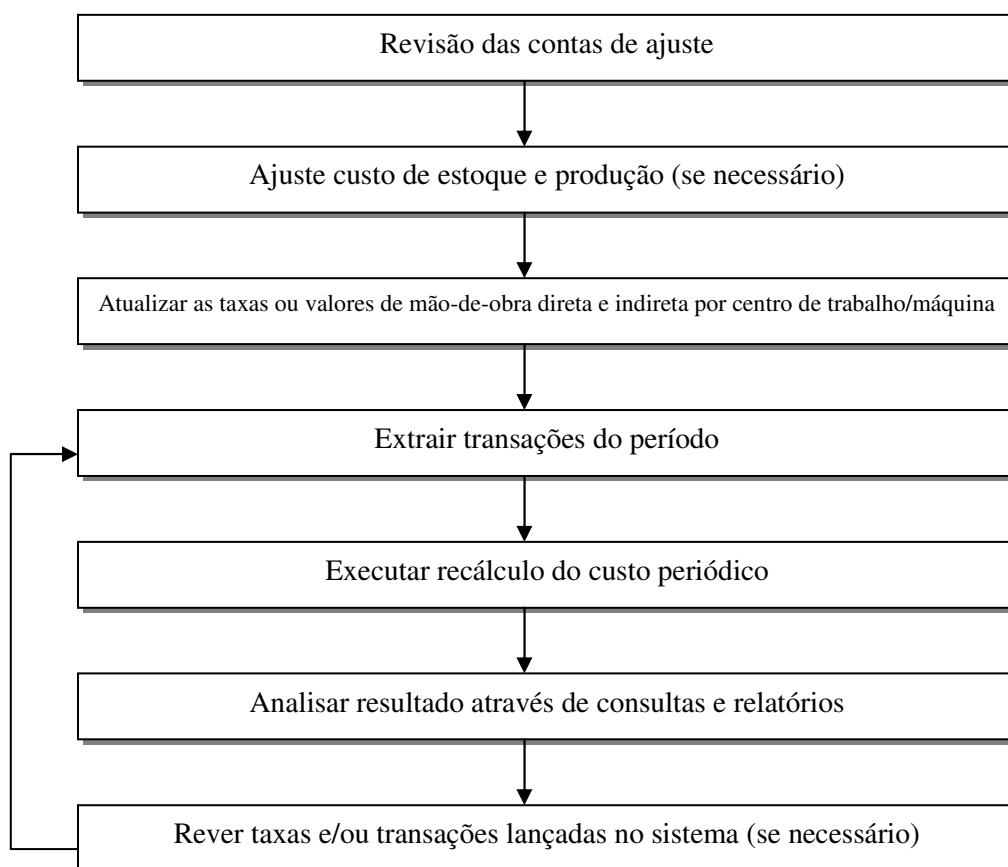 Revisão das contas de ajuste
Ajuste custo de estoque e produção (se necessário)
Atualizar as taxas ou valores de mão-de-obra direta e indireta por centro de trabalho/máquina
Extrair transações do período
Executar recálculo do custo periódico
Analisar resultado através de consultas e relatórios
Rever taxas e/ou transações lançadas no sistema (se necessário)